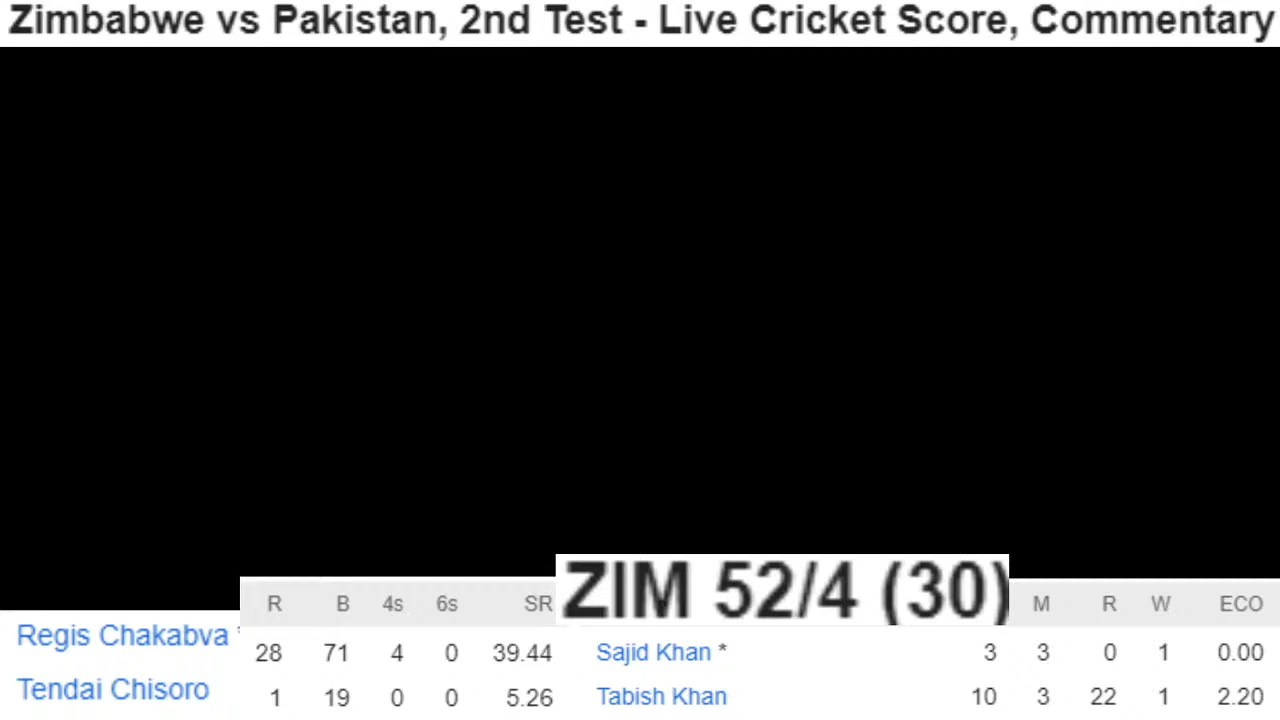 Zimbabwe vs Pakistan, 2nd Test - Live Cricket Score, Commentary
ZIM 52/4 (30)
R B 4s 6s SR
Regis Chakabva * 28 71 4 0 39.44
Tendai Chisoro 1 19 0 0 5.26
M R W ECO
Sajid Khan * 3 3 0 1 0.00
Tabish Khan 10 3 22 1 2.20